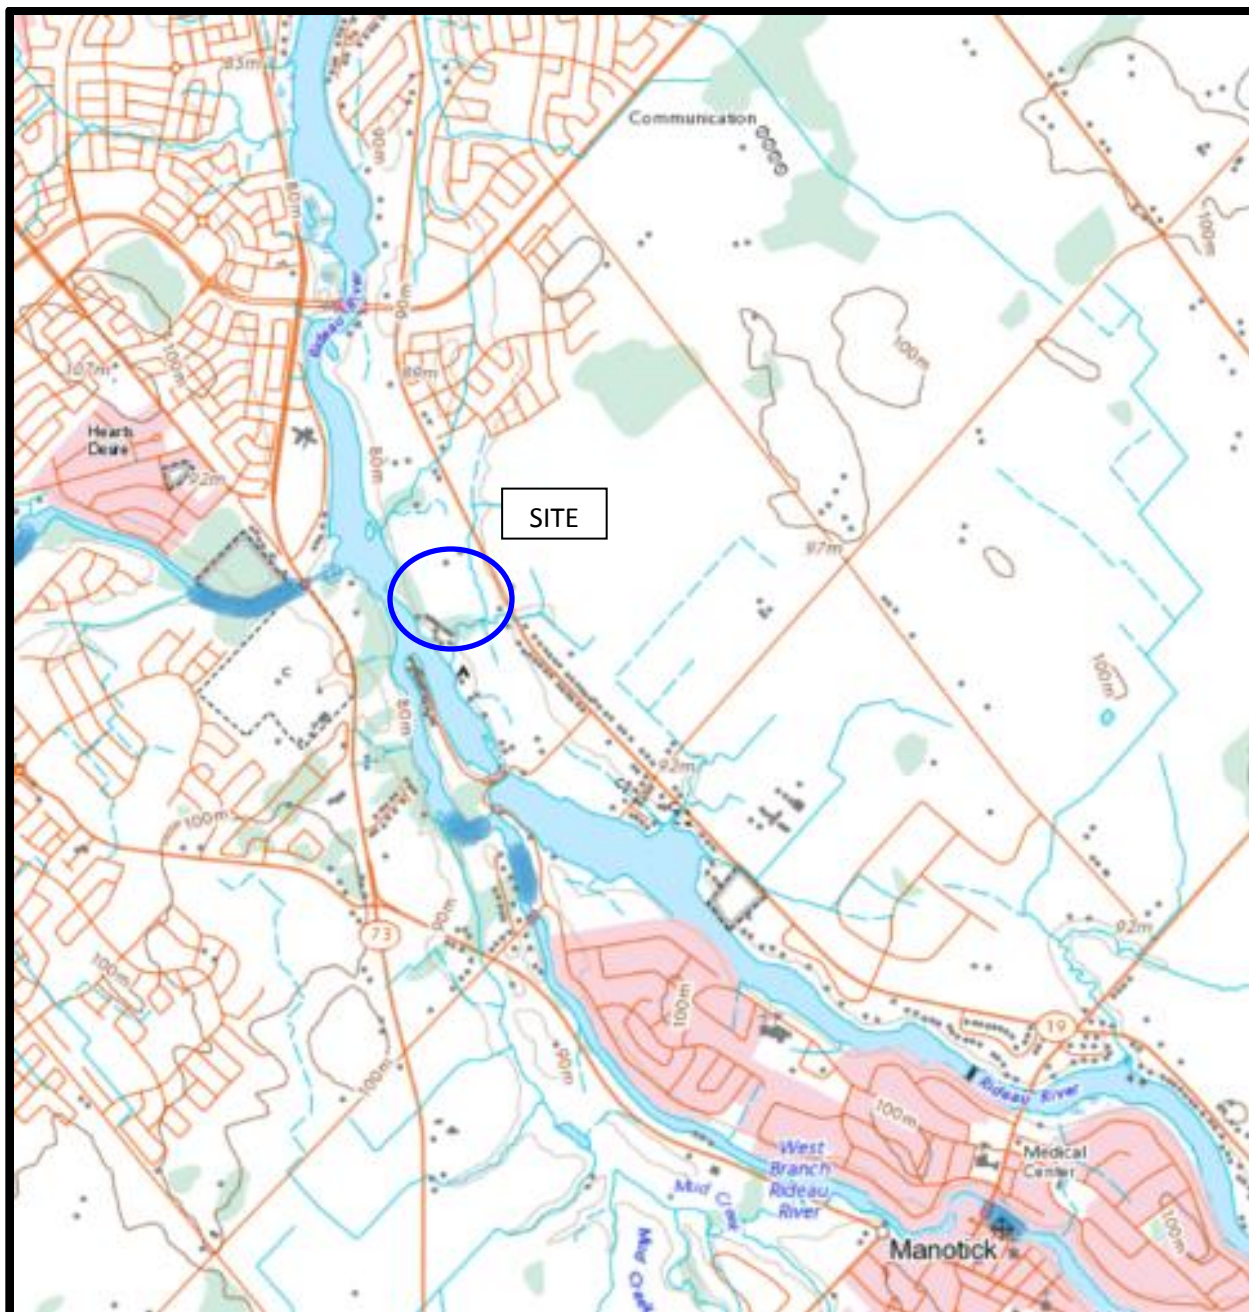 85m
Communication
90m
80m
100m
Rideau River
90m
100m
100m
107m
89m
Hearts
Desire
80m
92m
SITE
97m
100m
80m
92m
100m
90m
73
92m
100m
100m
19
90m
100m
100m
Rideau River
West
Branch
Rideau
River
Medical
Center
Mud Creek
100m
Manotick